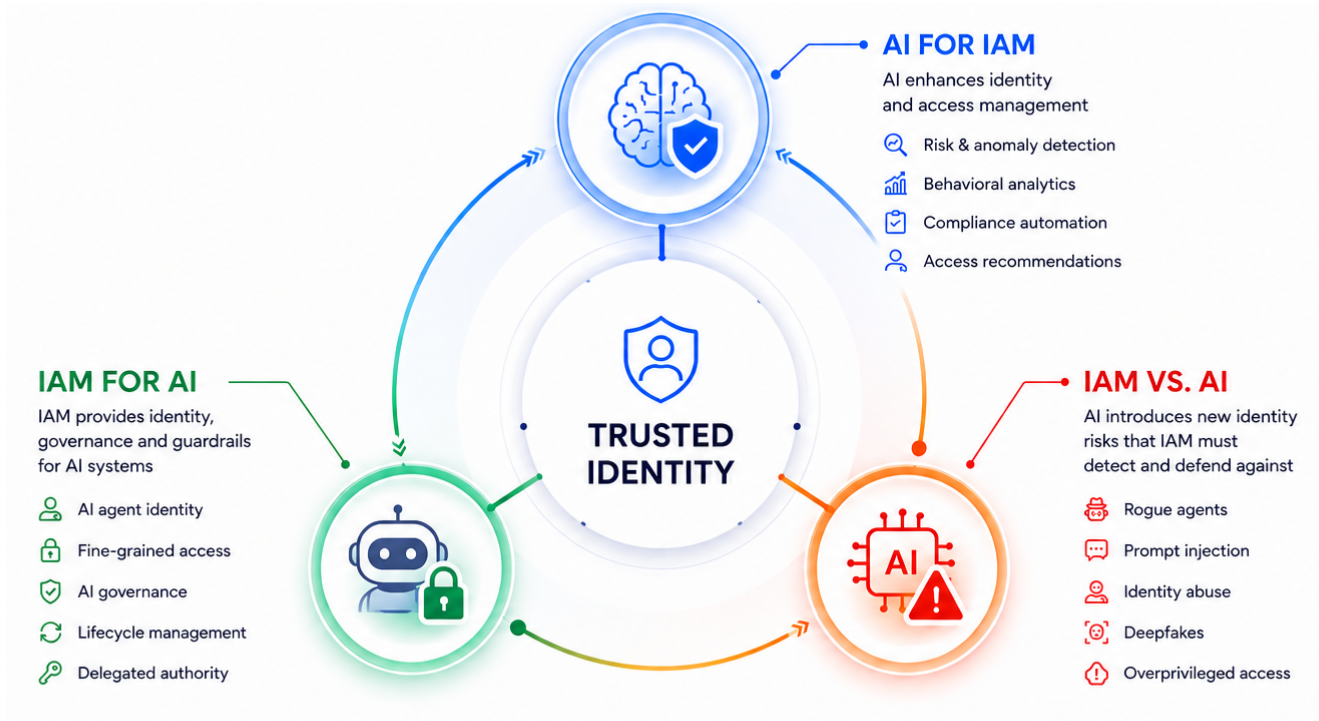 AI FOR IAM
AI enhances identity
and access management
Risk & anomaly detection
Behavioral analytics
Compliance automation
Access recommendations
TRUSTED
IDENTITY
IAM FOR AI
IAM provides identity,
governance and guardrails
for AI systems
AI agent identity
Fine-grained access
AI governance
Lifecycle management
Delegated authority
IAM VS. AI
AI introduces new identity
risks that IAM must
detect and defend against
Rogue agents
Prompt injection
Identity abuse
Deepfakes
Overprivileged access
AI